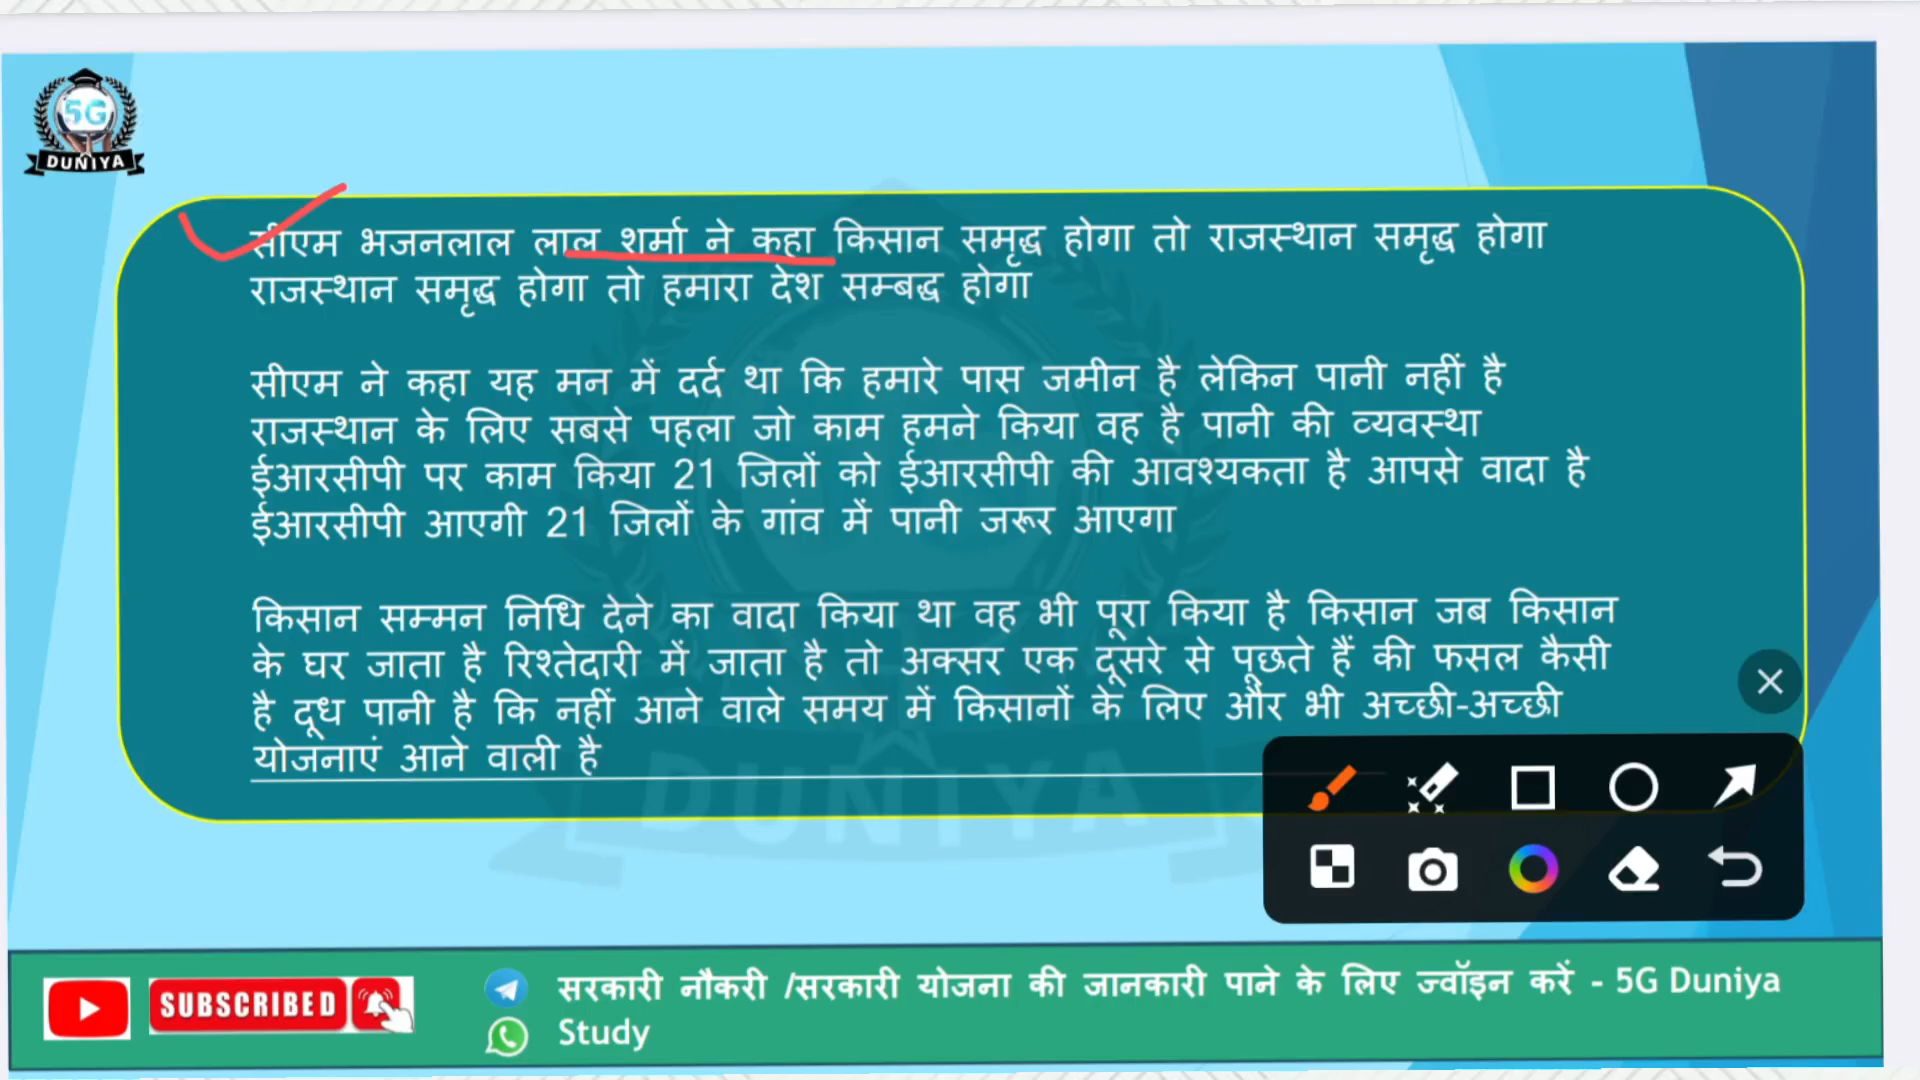 5G
DUNIYA
सीएम भजनलाल लाल शर्मा ने कहा किसान समृद्ध होगा तो राजस्थान समृद्ध होगा
राजस्थान समृद्ध होगा तो हमारा देश सम्बद्ध होगा
सीएम ने कहा यह मन में दर्द था कि हमारे पास जमीन है लेकिन पानी नहीं है
राजस्थान के लिए सबसे पहला जो काम हमने किया वह है पानी की व्यवस्था
ईआरसीपी पर काम किया 21 जिलों को ईआरसीपी की आवश्यकता है आपसे वादा है
ईआरसीपी आएगी 21 जिलों के गांव में पानी जरूर आएगा
किसान सम्मन निधि देने का वादा किया था वह भी पूरा किया है किसान जब किसान
के घर जाता है रिश्तेदारी में जाता है तो अक्सर एक दूसरे से पूछते हैं की फसल कैसी
है दूध पानी है कि नहीं आने वाले समय में किसानों के लिए और भी अच्छी-अच्छी
योजनाएं आने वाली है
DUNIYA
SUBSCRIBED
सरकारी नौकरी /सरकारी योजना की जानकारी पाने के लिए ज्वॉइन करें - 5G Duniya
Study